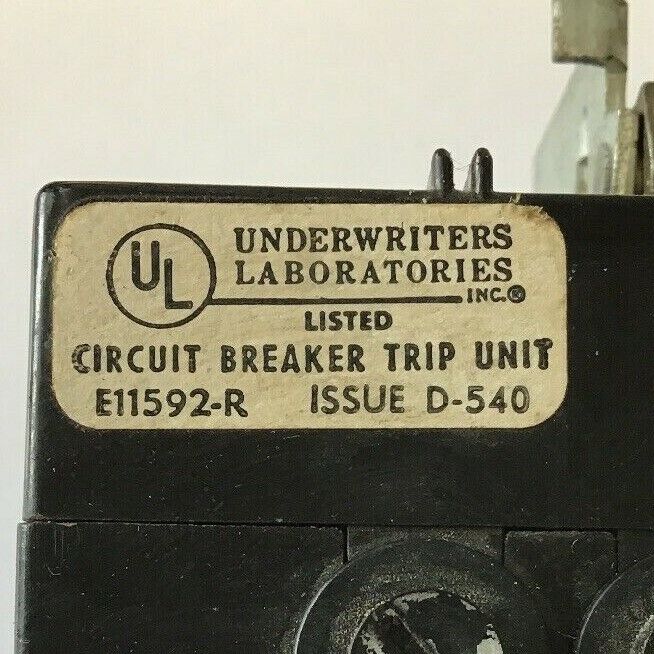 UL
UNDERWRITERS
LABORATORIES
INC.®
LISTED
CIRCUIT BREAKER TRIP UNIT
E11592-R ISSUE D-540